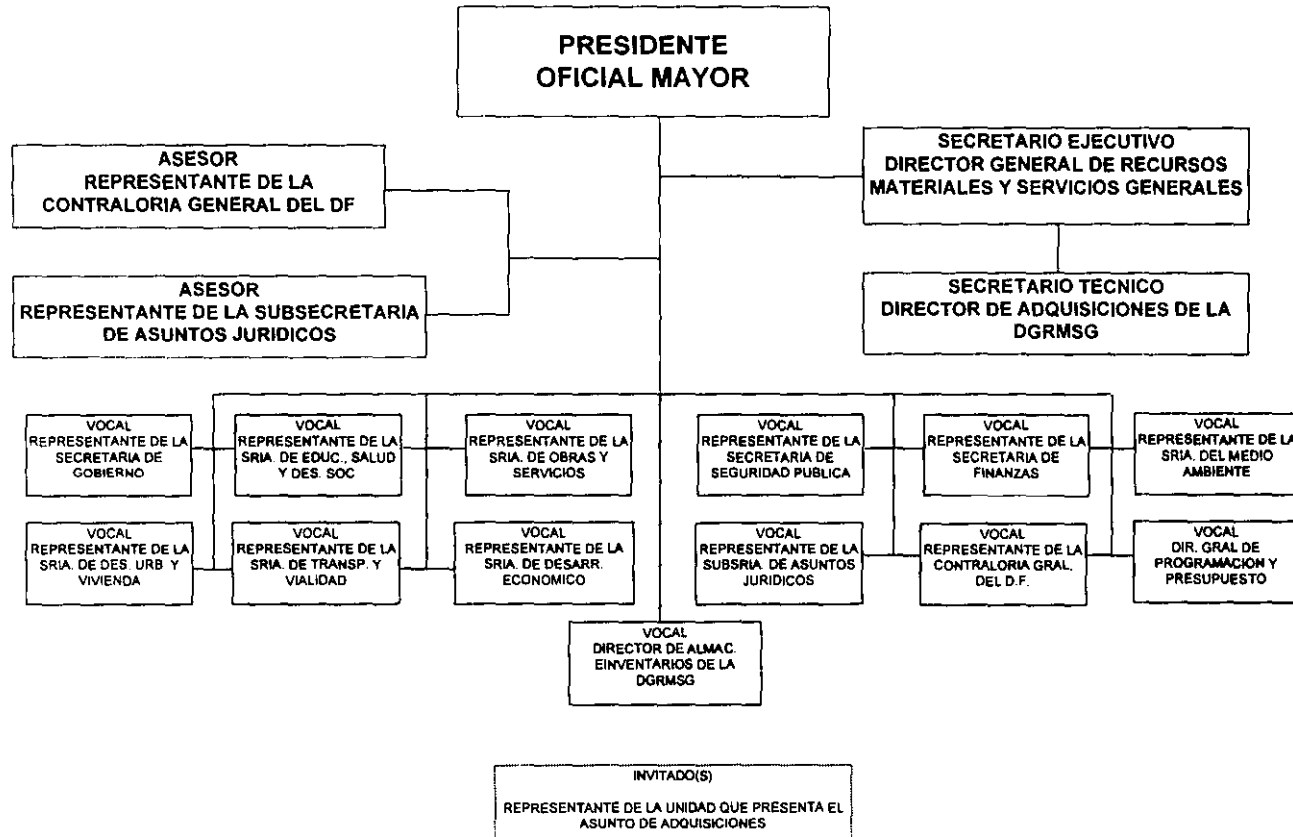 PRESIDENTE
OFICIAL MAYOR
ASESOR
REPRESENTANTE DE LA
CONTRALORIA GENERAL DEL DF
SECRETARIO EJECUTIVO
DIRECTOR GENERAL DE RECURSOS
MATERIALES Y SERVICIOS GENERALES
ASESOR
REPRESENTANTE DE LA SUBSECRETARIA
DE ASUNTOS JURIDICOS
SECRETARIO TECNICO
DIRECTOR DE ADQUISICIONES DE LA
DGRMSG
VOCAL
REPRESENTANTE DE LA
SECRETARIA DE
GOBIERNO
VOCAL
REPRESENTANTE DE LA
SRIA. DE EDUC., SALUD
Y DES. SOC
VOCAL
REPRESENTANTE DE LA
SRIA. DE OBRAS Y
SERVICIOS
VOCAL
REPRESENTANTE DE LA
SECRETARIA DE
SEGURIDAD PUBLICA
VOCAL
REPRESENTANTE DE LA
SECRETARIA DE
FINANZAS
VOCAL
REPRESENTANTE DE LA
SRIA. DEL MEDIO
AMBIENTE
VOCAL
REPRESENTANTE DE LA
SRIA. DE DES. URB Y
VIVIENDA
VOCAL
REPRESENTANTE DE LA
SRIA. DE TRANSP. Y
VIALIDAD
VOCAL
REPRESENTANTE DE LA
SRIA. DE DESARR.
ECONOMICO
VOCAL
REPRESENTANTE DE LA
SUBSRIA. DE ASUNTOS
JURIDICOS
VOCAL
REPRESENTANTE DE LA
CONTRALORIA GRAL.
DEL D.F.
VOCAL
DIR. GRAL DE
PROGRAMACION Y
PRESUPUESTO
VOCAL
DIRECTOR DE ALMAC.
EINVENTARIOS DE LA
DGRMSG
INVITADO(S)
REPRESENTANTE DE LA UNIDAD QUE PRESENTA EL
ASUNTO DE ADQUISICIONES